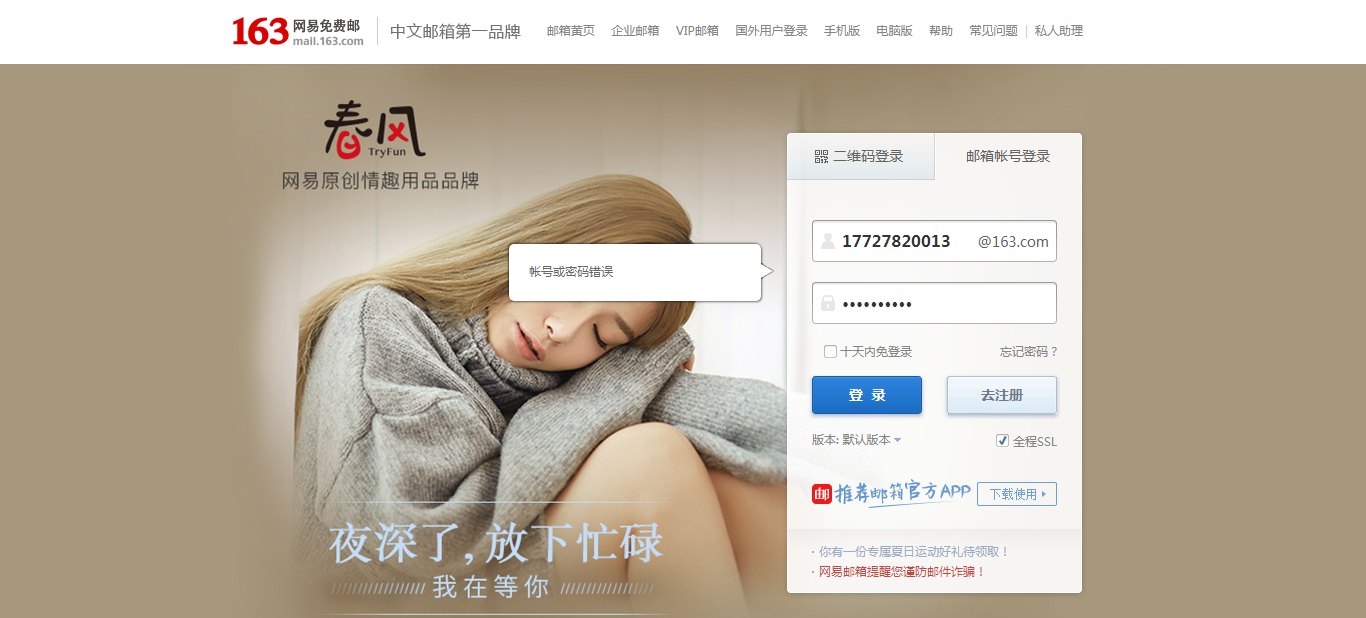 163 网易免费邮
mail.163.com
中文邮箱第一品牌
邮箱黄页 企业邮箱 VIP邮箱 国外用户登录 手机版 电脑版 帮助 常见问题 | 私人助理
春风
TryFun
网易原创情趣用品品牌
二维码登录 邮箱帐号登录
17727820013 @163.com
帐号或密码错误
••••••••••
十天内免登录 忘记密码?
登 录 去注册
版本: 默认版本 全程SSL
邮 推荐邮箱官方APP 下载使用
夜深了, 放下忙碌
我在等你
· 你有一份专属夏日运动好礼待领取!
· 网易邮箱提醒您谨防邮件诈骗!